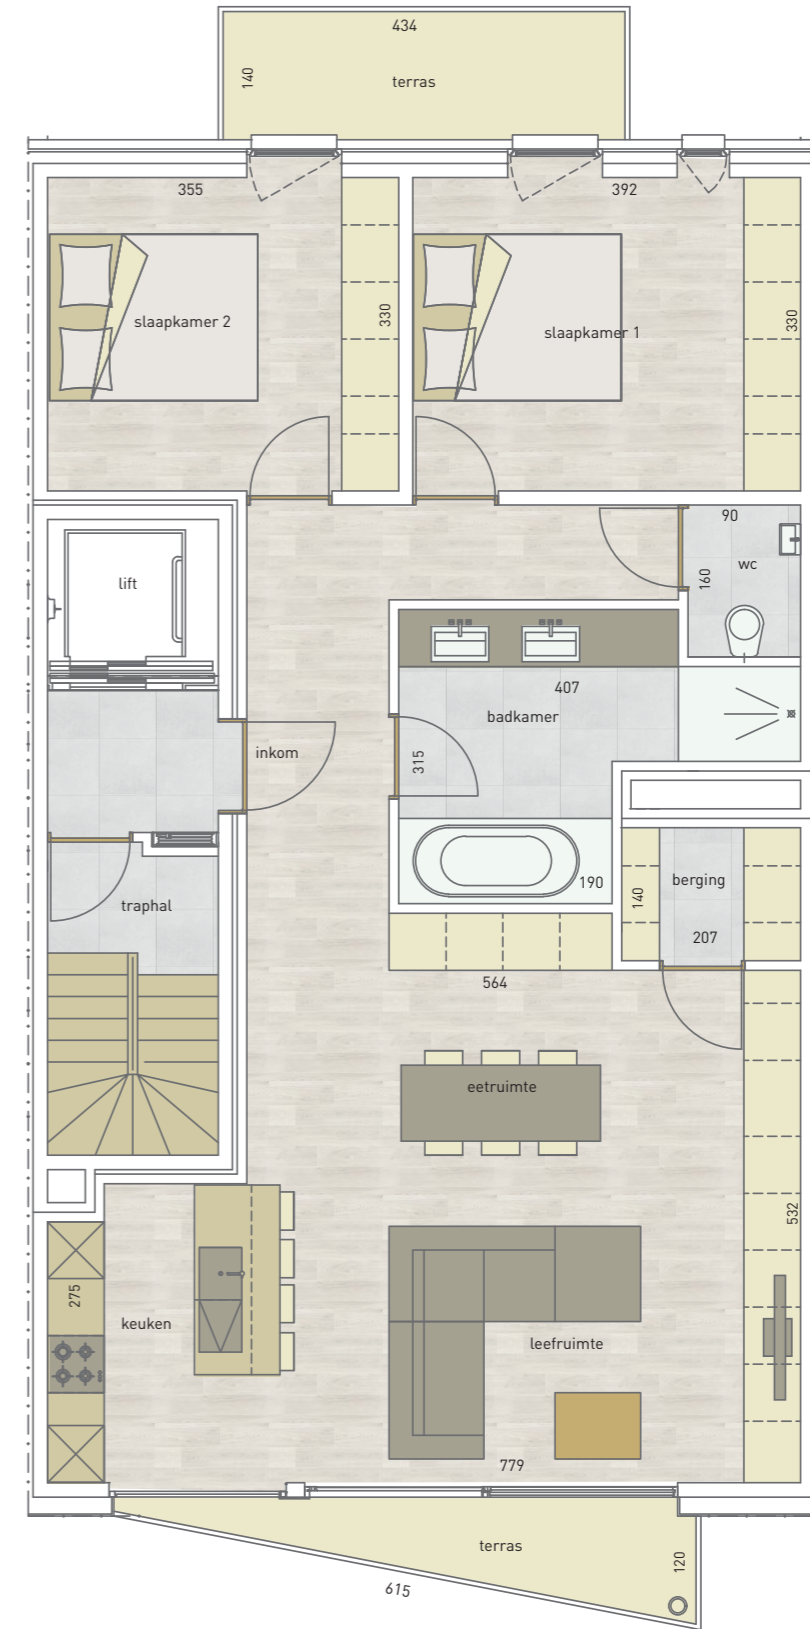 434
140
terras
355
392
slaapkamer 2
330
slaapkamer 1
330
90
lift
wc
160
407
badkamer
inkom
315
190
berging
140
traphal
207
564
eetruimte
532
275
keuken
leefruimte
779
terras
120
615